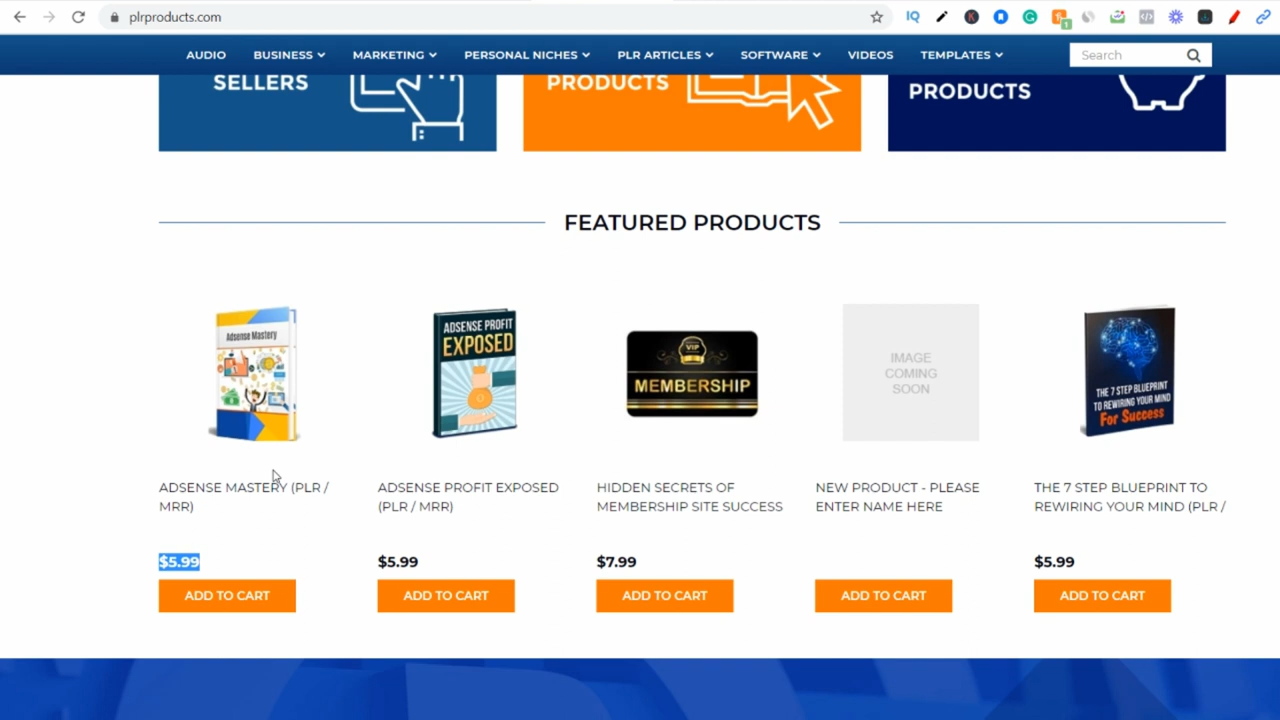 plrproducts.com
IQ
K
G
1
AUDIO BUSINESS MARKETING PERSONAL NICHES PLR ARTICLES SOFTWARE VIDEOS TEMPLATES Search
SELLERS PRODUCTS PRODUCTS
FEATURED PRODUCTS
Adsense Mastery
ADSENSE PROFIT
EXPOSED
VIP
MEMBERSHIP
IMAGE
COMING
SOON
THE 7 STEP BLUEPRINT
TO REWIRING YOUR MIND
For Success
ADSENSE MASTERY (PLR /
MRR)
ADSENSE PROFIT EXPOSED
(PLR / MRR)
HIDDEN SECRETS OF
MEMBERSHIP SITE SUCCESS
NEW PRODUCT - PLEASE
ENTER NAME HERE
THE 7 STEP BLUEPRINT TO
REWIRING YOUR MIND (PLR /
$5.99 $5.99 $7.99 $5.99
ADD TO CART ADD TO CART ADD TO CART ADD TO CART ADD TO CART